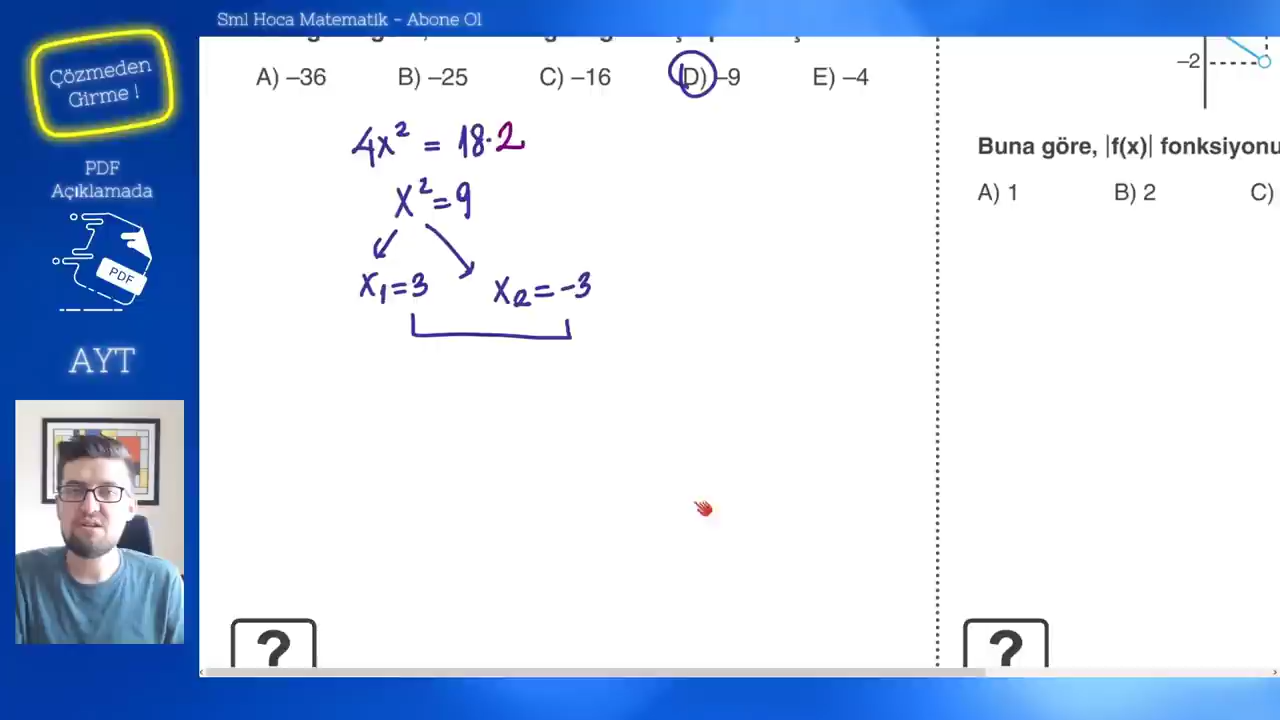 Sml Hoca Matematik - Abone Ol
Çözmeden
Girme !
PDF
Açıklamada
PDF
AYT
A) –36 B) –25 C) –16 D) –9 E) –4
4x² = 18·2
x² = 9
x₁ = 3 x₂ = -3
?
–2
Buna göre, |f(x)| fonksiyonu
A) 1 B) 2 C)
?